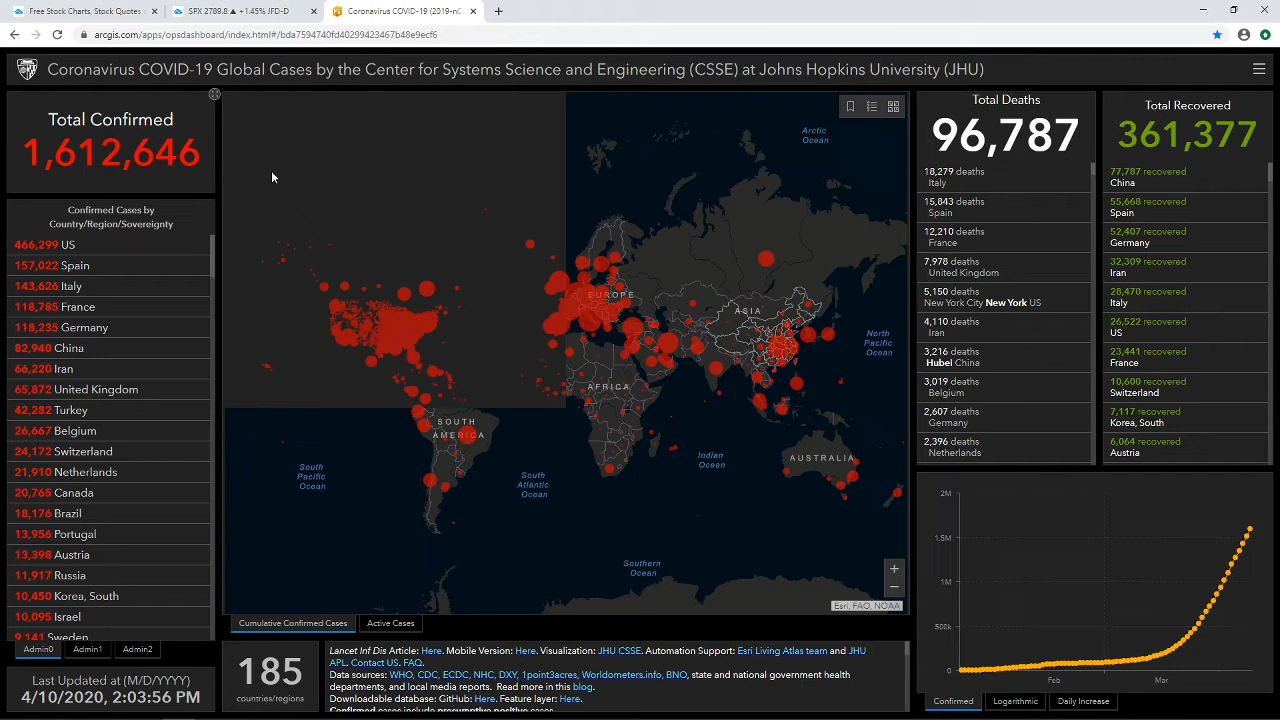 Free Stock Charts, Stock Quotes
SPX 2789.8 ▲ +1.45% JFD-D
Coronavirus COVID-19 (2019-nC
arcgis.com/apps/opsdashboard/index.html#/bda7594740fd40299423467b48e9ecf6
Coronavirus COVID-19 Global Cases by the Center for Systems Science and Engineering (CSSE) at Johns Hopkins University (JHU)
Total Confirmed
1,612,646
Confirmed Cases by
Country/Region/Sovereignty
466,299 US
157,022 Spain
143,626 Italy
118,785 France
118,235 Germany
82,940 China
66,220 Iran
65,872 United Kingdom
42,282 Turkey
26,667 Belgium
24,172 Switzerland
21,910 Netherlands
20,765 Canada
18,176 Brazil
13,956 Portugal
13,398 Austria
11,917 Russia
10,450 Korea, South
10,095 Israel
9,141 Sweden
Admin0
Admin1
Admin2
Last Updated at (M/D/YYYY)
4/10/2020, 2:03:56 PM
Arctic
Ocean
EUROPE
ASIA
North
Pacific
Ocean
AFRICA
SOUTH
AMERICA
Indian
Ocean
AUSTRALIA
South
Pacific
Ocean
South
Atlantic
Ocean
Southern
Ocean
+
−
Esri, FAO, NOAA
Cumulative Confirmed Cases
Active Cases
185
countries/regions
Lancet Inf Dis Article: Here. Mobile Version: Here. Visualization: JHU CSSE. Automation Support: Esri Living Atlas team and JHU
APL. Contact US. FAQ.
Data sources: WHO, CDC, ECDC, NHC, DXY, 1point3acres, Worldometers.info, BNO, state and national government health
departments, and local media reports. Read more in this blog.
Downloadable database: GitHub: Here. Feature layer: Here.
Confirmed cases include presumptive positive cases.
Total Deaths
96,787
18,279 deaths
Italy
15,843 deaths
Spain
12,210 deaths
France
7,978 deaths
United Kingdom
5,150 deaths
New York City New York US
4,110 deaths
Iran
3,216 deaths
Hubei China
3,019 deaths
Belgium
2,607 deaths
Germany
2,396 deaths
Netherlands
Total Recovered
361,377
77,787 recovered
China
55,668 recovered
Spain
52,407 recovered
Germany
32,309 recovered
Iran
28,470 recovered
Italy
26,522 recovered
US
23,441 recovered
France
10,600 recovered
Switzerland
7,117 recovered
Korea, South
6,064 recovered
Austria
2M
1.5M
1M
500k
0
Feb
Mar
Confirmed
Logarithmic
Daily Increase